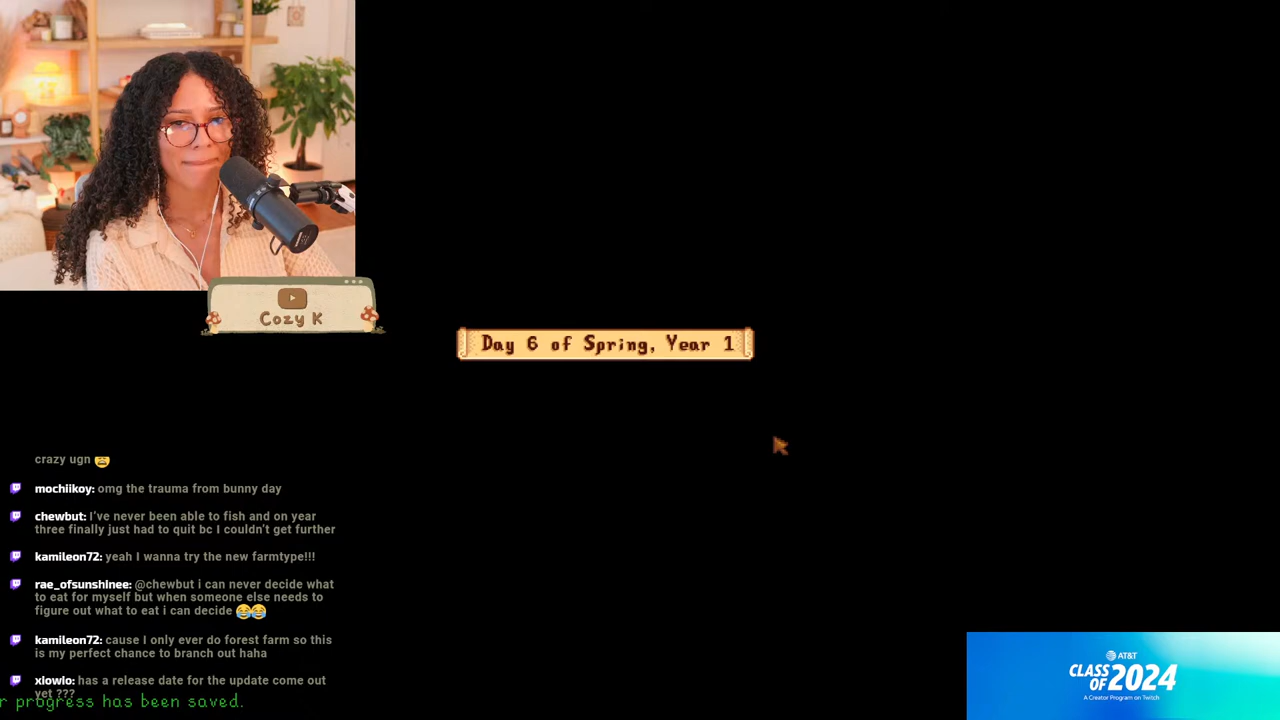 Cozy K
Day 6 of Spring, Year 1
crazy ugn
mochiikoy: omg the trauma from bunny day
chewbut: I've never been able to fish and on year
three finally just had to quit bc I couldn't get further
kamileon72: yeah I wanna try the new farmtype!!!
rae_ofsunshinee: @chewbut i can never decide what
to eat for myself but when someone else needs to
figure out what to eat i can decide 😂😂
kamileon72: cause I only ever do forest farm so this
is my perfect chance to branch out haha
xiowio: has a release date for the update come out
yet ???
r progress has been saved.
AT&T
CLASS
OF 2024
A Creator Program on Twitch